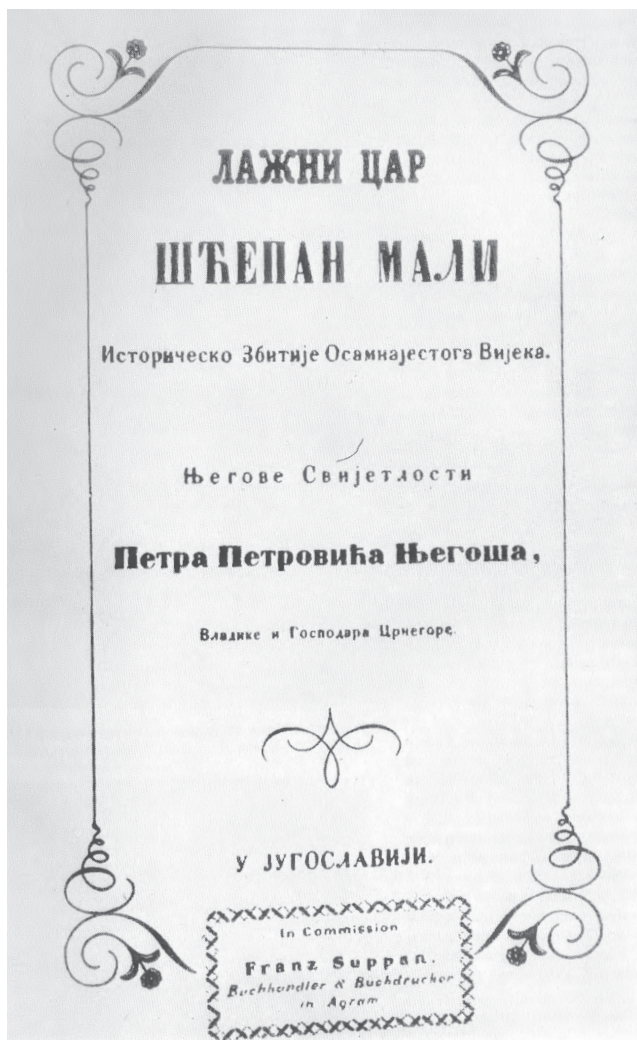 ЛАЖНИ ЦАР
ШЋЕПАН МАЛИ
Историческо Збитије Осамнајестога Вијека.
Његове Свијетлости
Петра Петровића Његоша,
Владике и Господара Црнегоре.
У ЈУГОСЛАВИЈИ.
In Commission
Franz Suppan.
Buchhandler & Buchdrucker
in Agram